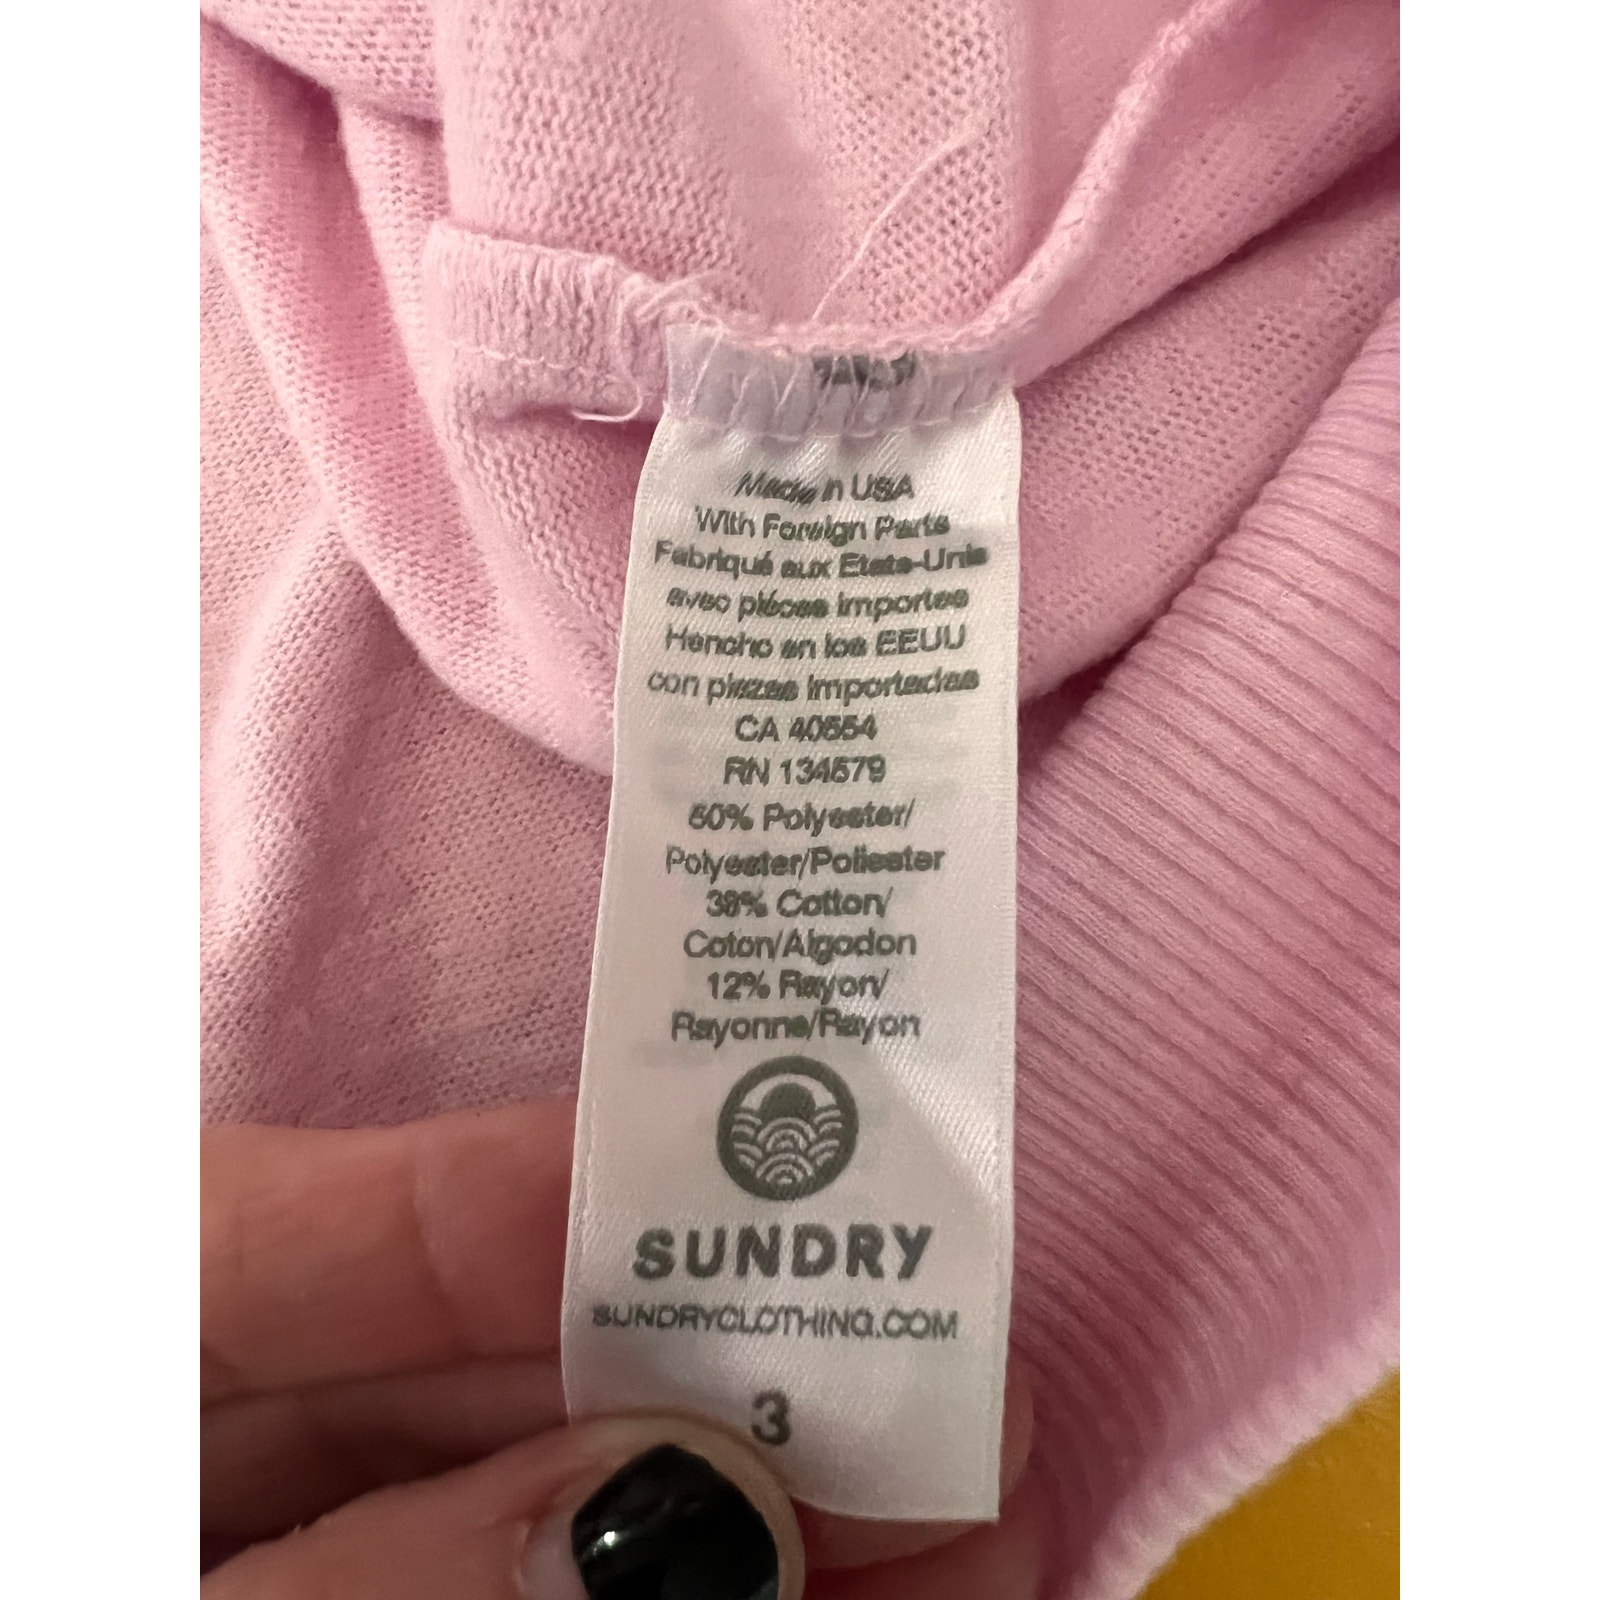 Made in USA
With Foreign Parts
Fabriqué aux Etats-Unis
avec piéces importes
Hencho en los EEUU
con piezas importadas
CA 40554
RN 134579
50% Polyester/
Polyester/Poliester
38% Cotton/
Coton/Algodon
12% Rayon/
Rayonne/Rayon
SUNDRY
SUNDRYCLOTHING.COM
3